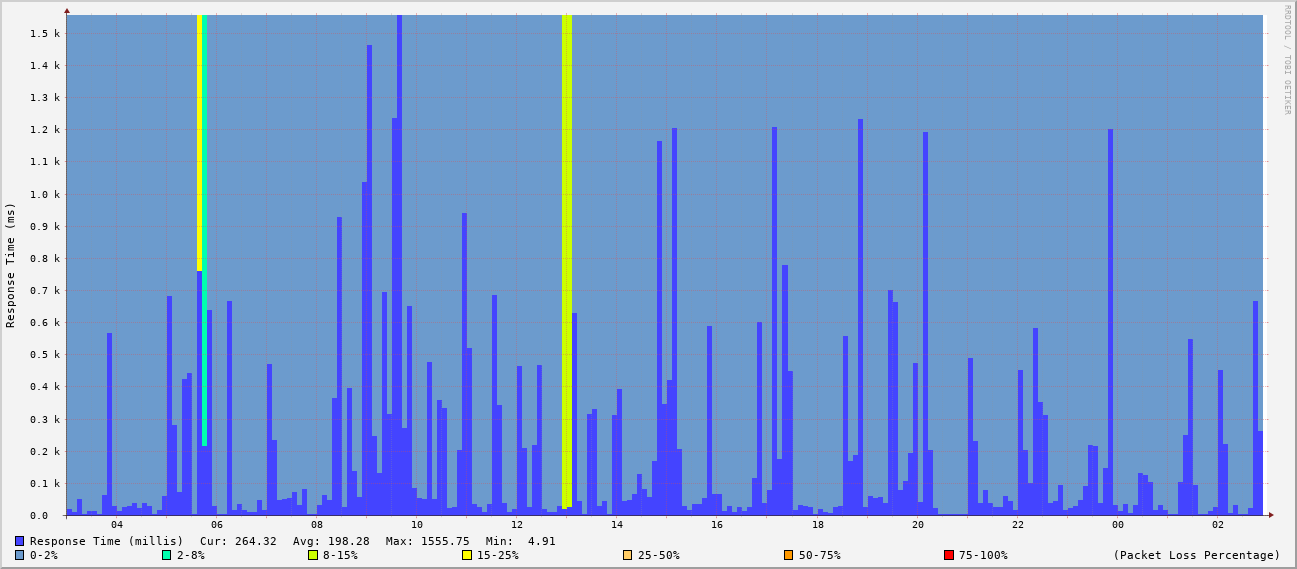 RRDTOOL / TOBI OETIKER
Response Time (ms)
1.5 k
1.4 k
1.3 k
1.2 k
1.1 k
1.0 k
0.9 k
0.8 k
0.7 k
0.6 k
0.5 k
0.4 k
0.3 k
0.2 k
0.1 k
0.0
04 06 08 10 12 14 16 18 20 22 00 02
Response Time (millis) Cur: 264.32 Avg: 198.28 Max: 1555.75 Min: 4.91
0-2% 2-8% 8-15% 15-25% 25-50% 50-75% 75-100% (Packet Loss Percentage)